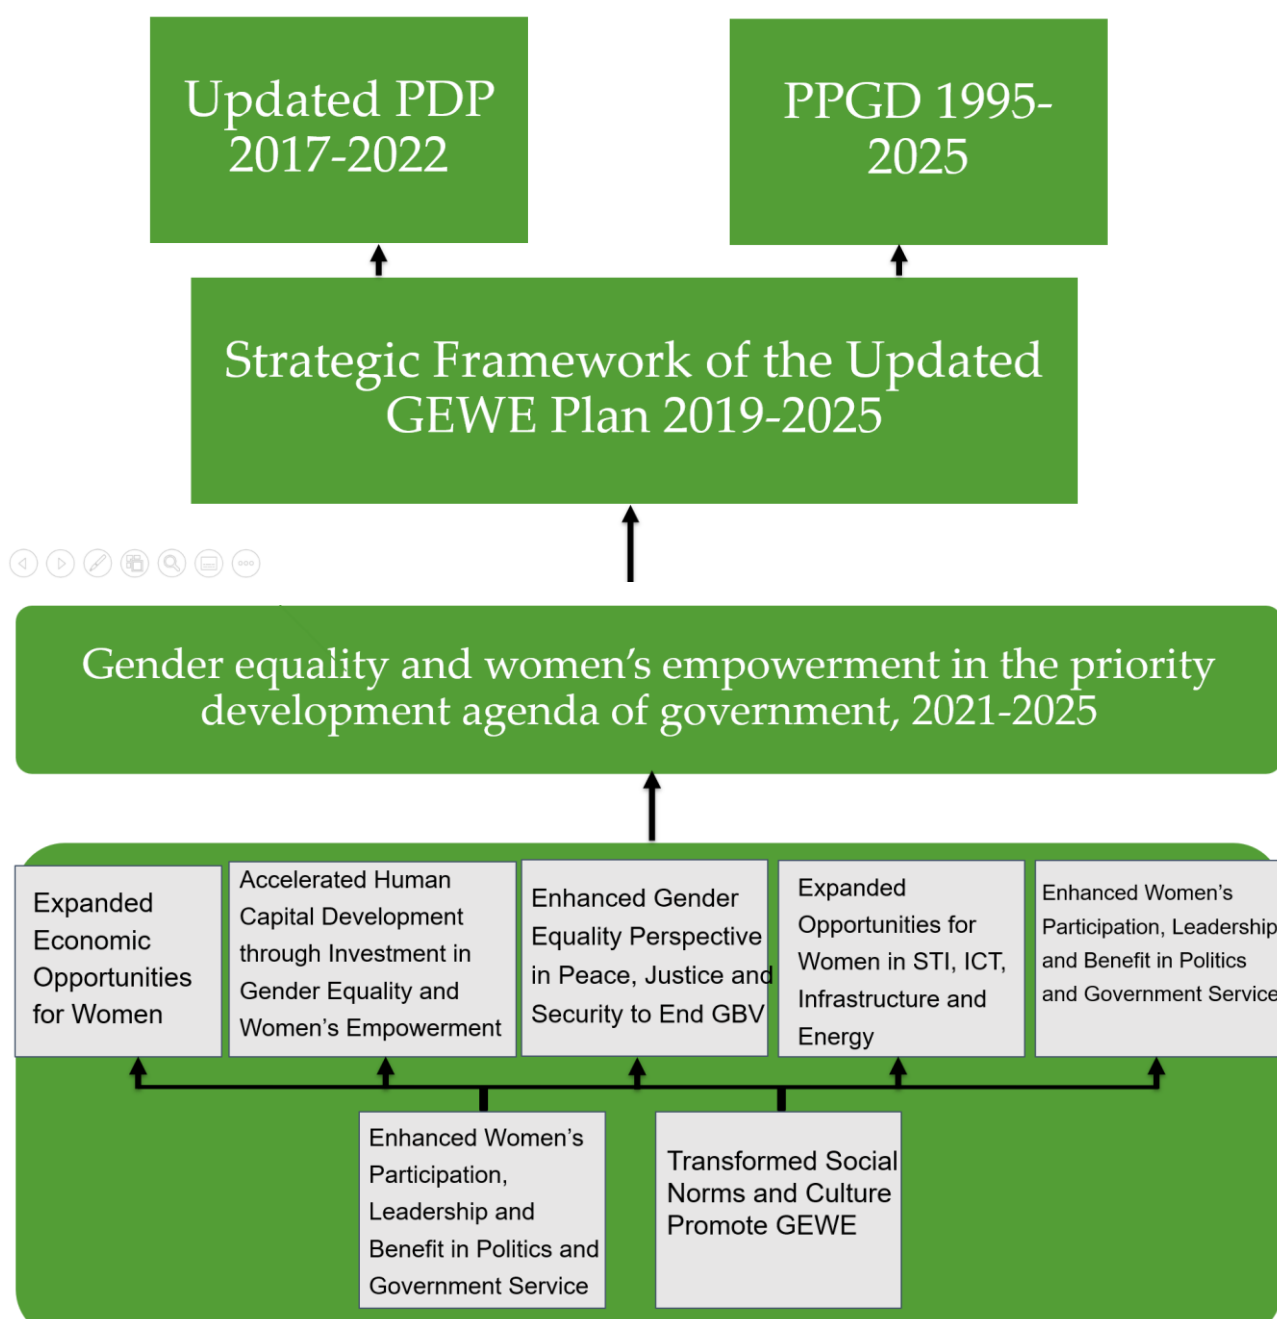 Updated PDP
2017-2022
PPGD 1995-
2025
Strategic Framework of the Updated
GEWE Plan 2019-2025
Gender equality and women’s empowerment in the priority
development agenda of government, 2021-2025
Expanded
Economic
Opportunities
for Women
Accelerated Human
Capital Development
through Investment in
Gender Equality and
Women’s Empowerment
Enhanced Gender
Equality Perspective
in Peace, Justice and
Security to End GBV
Expanded
Opportunities for
Women in STI, ICT,
Infrastructure and
Energy
Enhanced Women’s
Participation, Leadership
and Benefit in Politics
and Government Service
Enhanced Women’s
Participation,
Leadership and
Benefit in Politics and
Government Service
Transformed Social
Norms and Culture
Promote GEWE